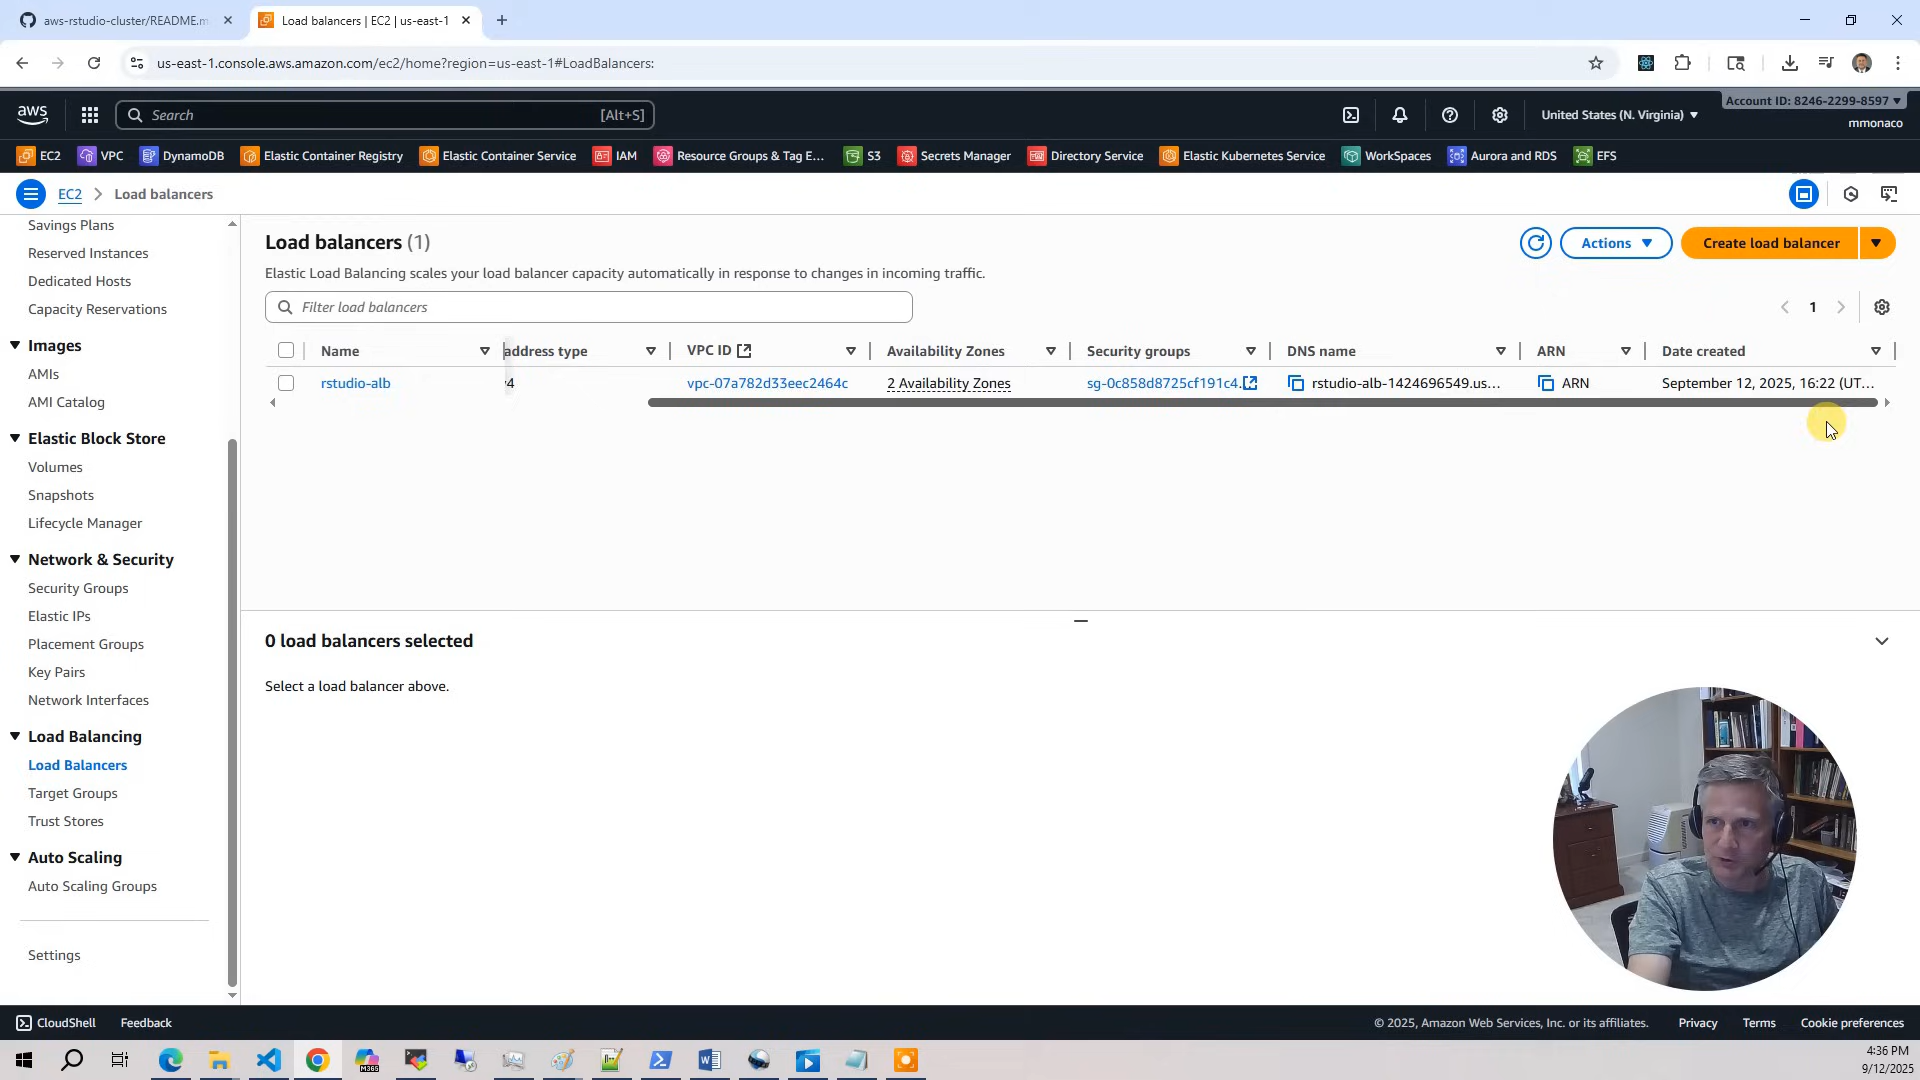 aws-rstudio-cluster/README.m
Load balancers | EC2 | us-east-1
us-east-1.console.aws.amazon.com/ec2/home?region=us-east-1#LoadBalancers:
aws
Search
[Alt+S]
United States (N. Virginia)
Account ID: 8246-2299-8597
mmonaco
EC2
VPC
DynamoDB
Elastic Container Registry
Elastic Container Service
IAM
Resource Groups & Tag E...
S3
Secrets Manager
Directory Service
Elastic Kubernetes Service
WorkSpaces
Aurora and RDS
EFS
EC2
Load balancers
Savings Plans
Reserved Instances
Dedicated Hosts
Capacity Reservations
Images
AMIs
AMI Catalog
Elastic Block Store
Volumes
Snapshots
Lifecycle Manager
Network & Security
Security Groups
Elastic IPs
Placement Groups
Key Pairs
Network Interfaces
Load Balancing
Load Balancers
Target Groups
Trust Stores
Auto Scaling
Auto Scaling Groups
Settings
Load balancers (1)
Actions
Create load balancer
Elastic Load Balancing scales your load balancer capacity automatically in response to changes in incoming traffic.
Filter load balancers
1
Name
address type
VPC ID
Availability Zones
Security groups
DNS name
ARN
Date created
rstudio-alb
v4
vpc-07a782d33eec2464c
2 Availability Zones
sg-0c858d8725cf191c4
rstudio-alb-1424696549.us...
ARN
September 12, 2025, 16:22 (UT...
0 load balancers selected
Select a load balancer above.
CloudShell
Feedback
© 2025, Amazon Web Services, Inc. or its affiliates.
Privacy
Terms
Cookie preferences
M365
4:36 PM
9/12/2025